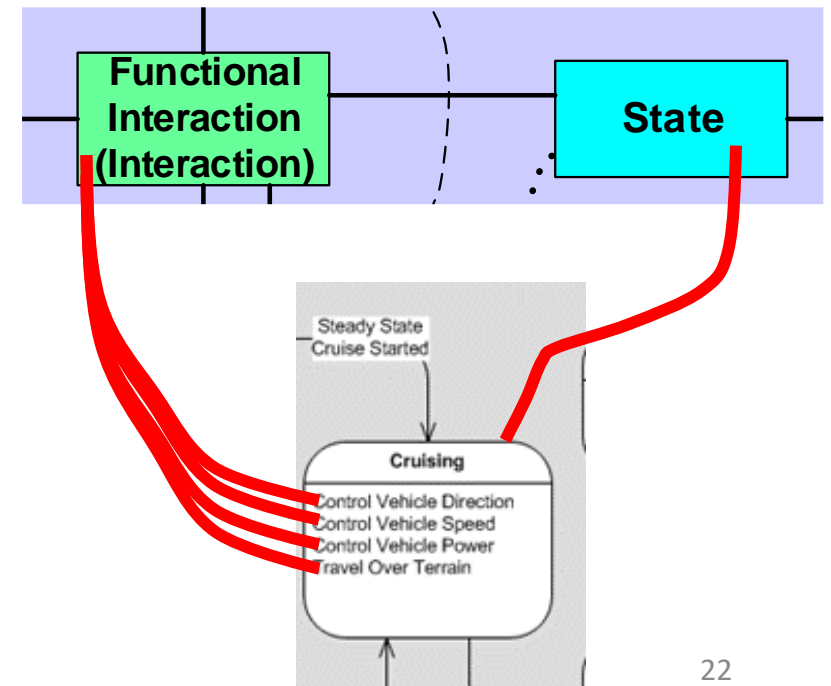 Functional
Interaction
(Interaction)
State
Steady State
Cruise Started
Cruising
Control Vehicle Direction
Control Vehicle Speed
Control Vehicle Power
Travel Over Terrain
22